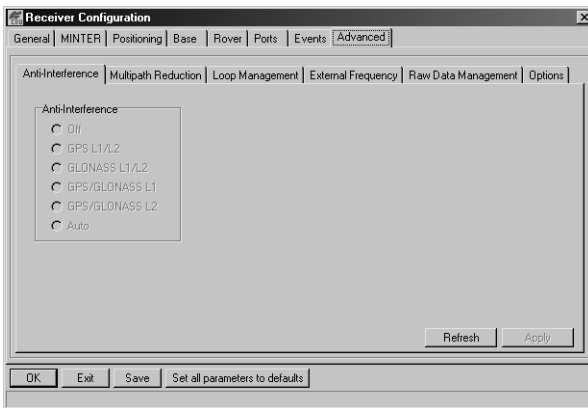 Receiver Configuration
General MINTER Positioning Base Rover Ports Events Advanced
Anti-Interference Multipath Reduction Loop Management External Frequency Raw Data Management Options
Anti-Interference
Off
GPS L1/L2
GLONASS L1/L2
GPS/GLONASS L1
GPS/GLONASS L2
Auto
Refresh Apply
OK Exit Save Set all parameters to defaults